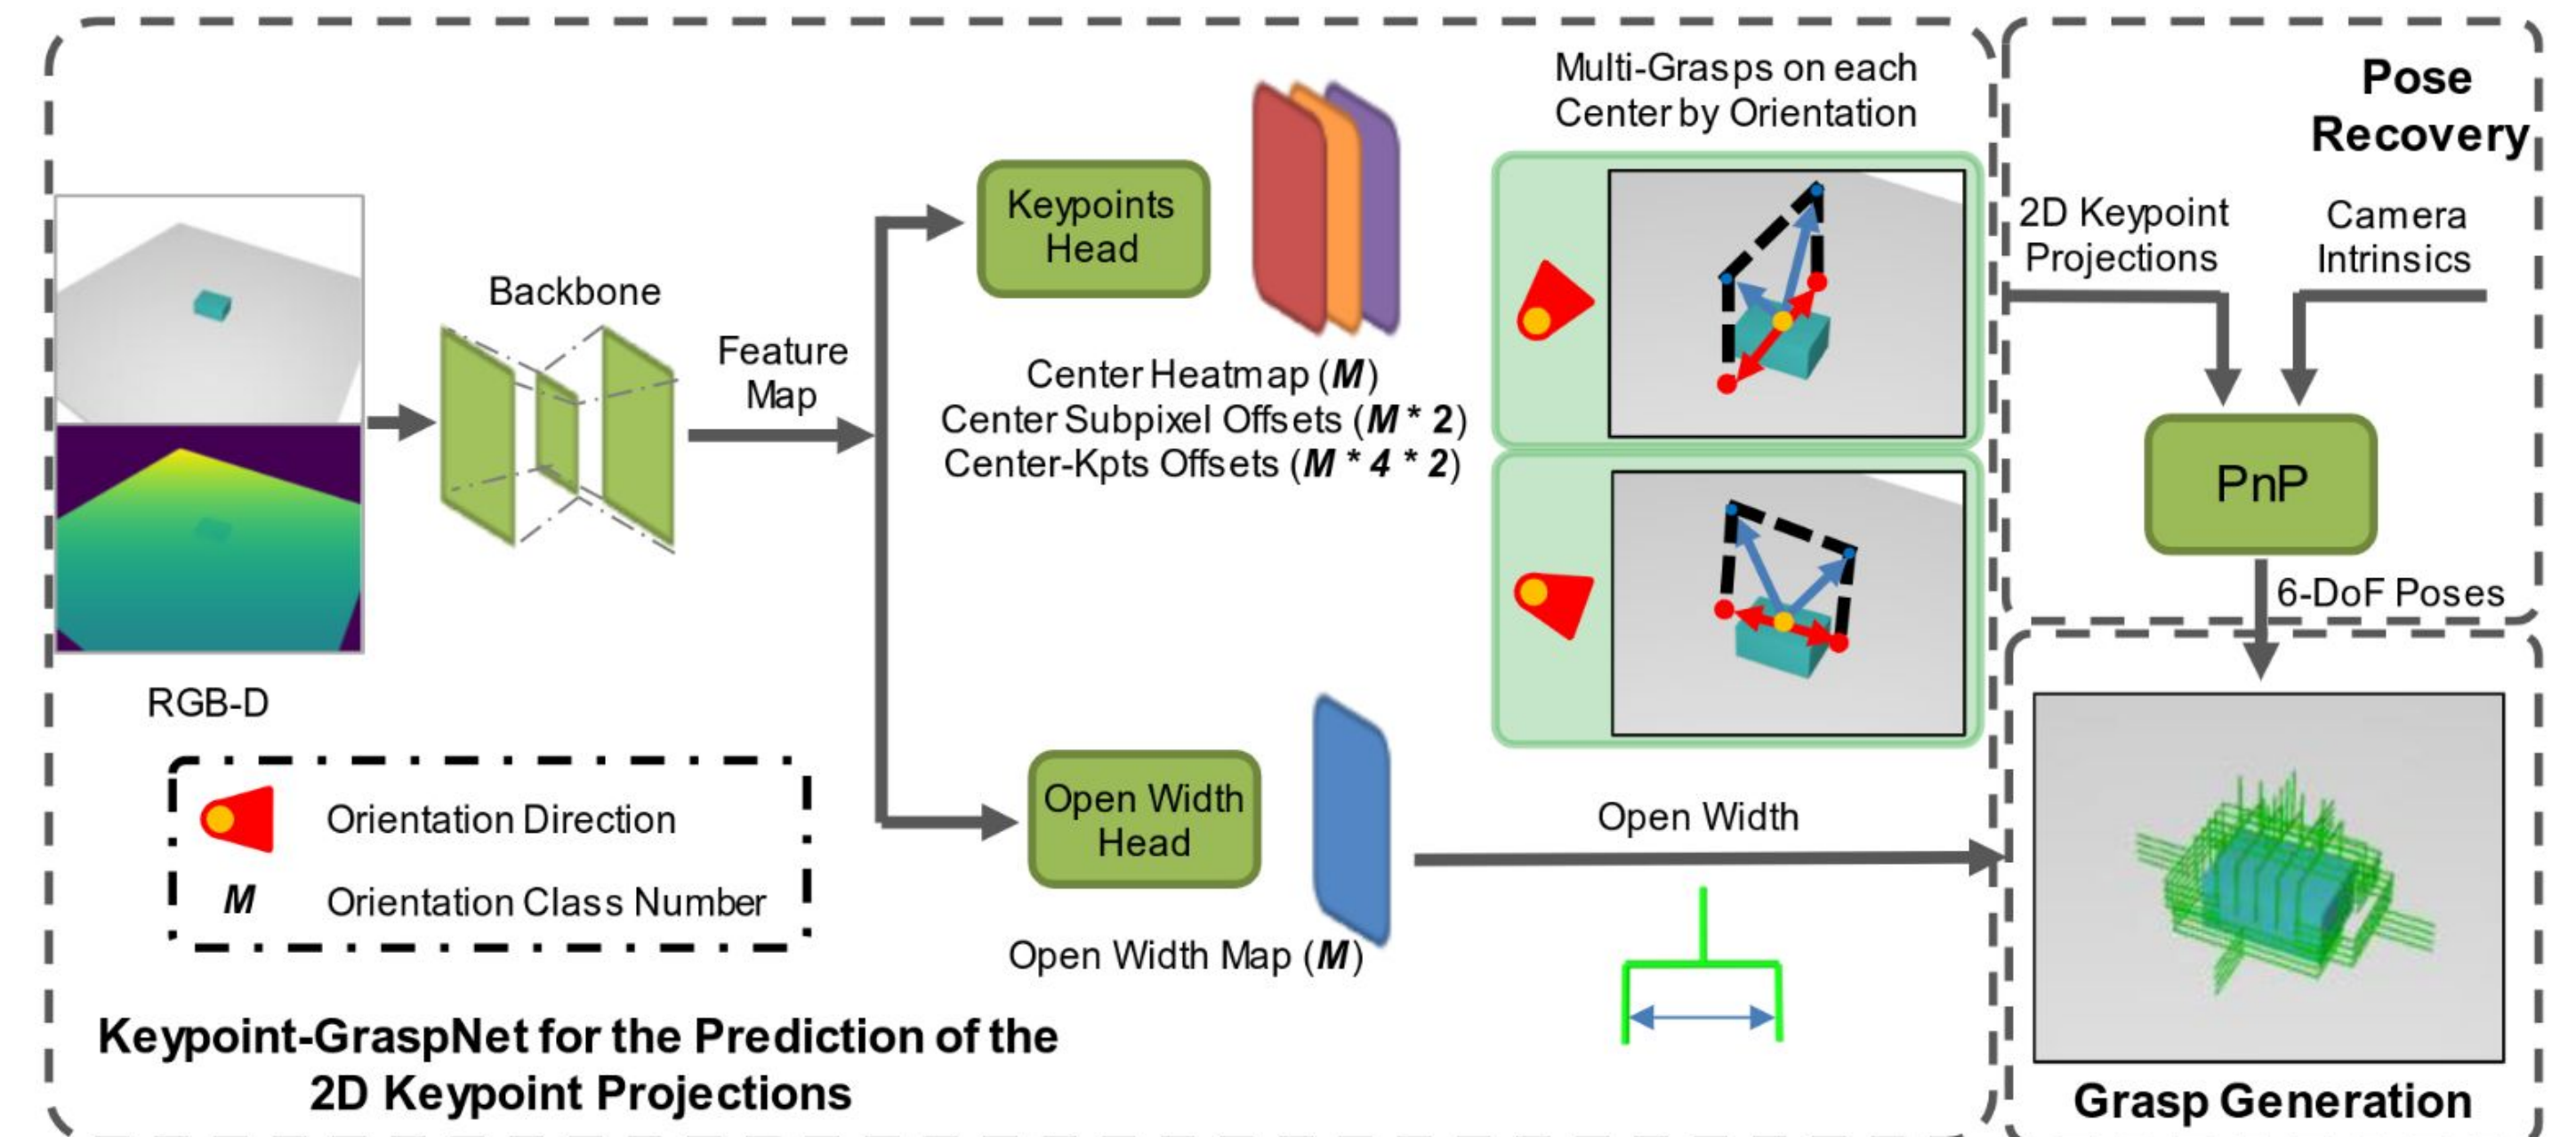 Multi-Grasps on each
Center by Orientation
Pose
Recovery
Keypoints
Head
2D Keypoint
Projections
Camera
Intrinsics
Backbone
Feature
Map
Center Heatmap (M)
Center Subpixel Offsets (M * 2)
Center-Kpts Offsets (M * 4 * 2)
PnP
6-DoF Poses
RGB-D
Orientation Direction
M Orientation Class Number
Open Width
Head
Open Width
Open Width Map (M)
Keypoint-GraspNet for the Prediction of the
2D Keypoint Projections
Grasp Generation